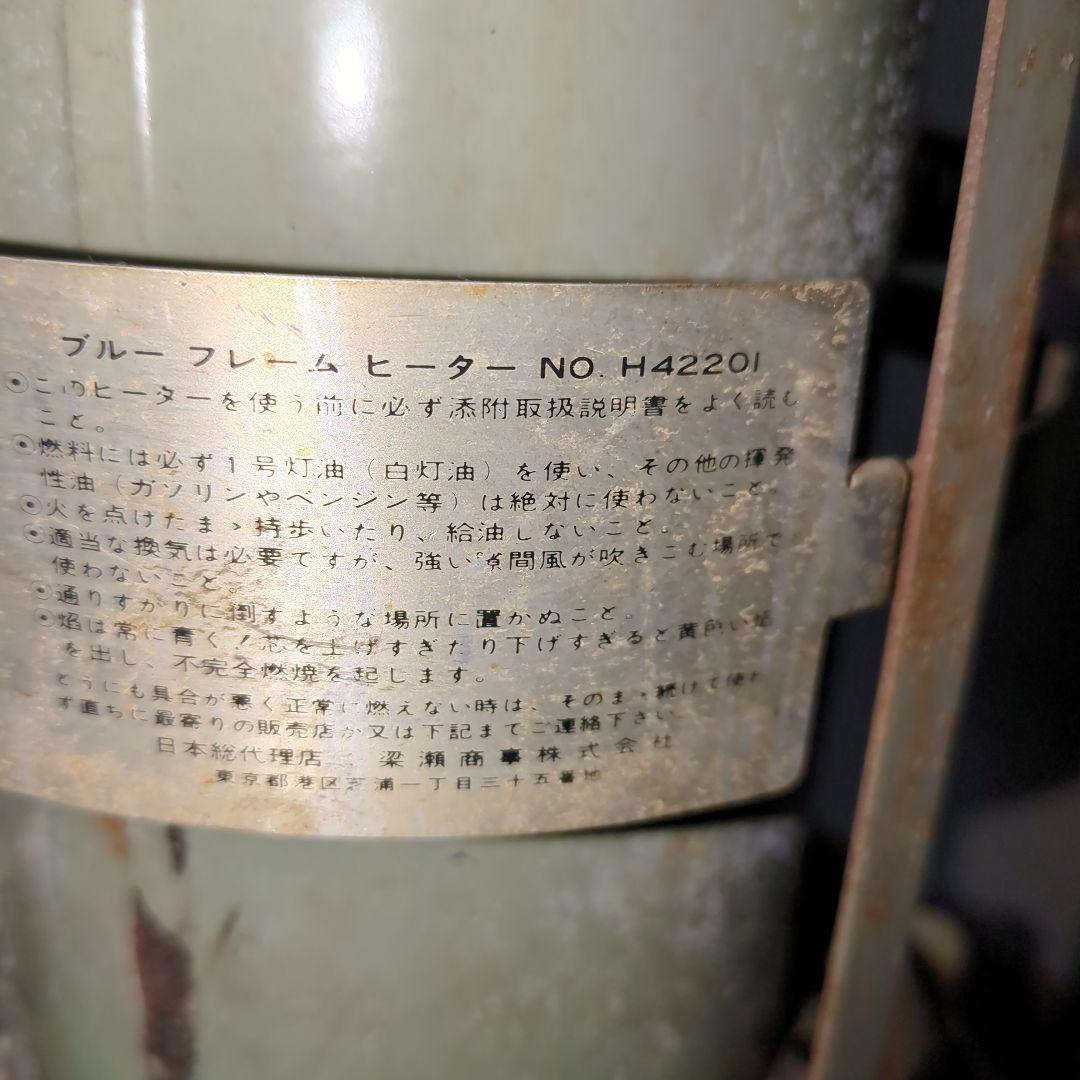 ブルー フレーム ヒーター NO. H42201
⦿このヒーターを使う前に必ず添附取扱説明書をよく読む
こと。
⦿燃料には必ず1号灯油(白灯油)を使い、その他の揮発
性油(ガソリンやベンジン等)は絶対に使わないこと。
⦿火を点けたまゝ持歩いたり、給油しないこと。
⦿適当な換気は必要ですが、強い隙間風が吹きこむ場所で
使わないこと。
⦿通りすがりに倒すような場所に置かぬこと。
⦿焰は常に青く!芯を上げすぎたり下げすぎると黄色い焰
を出し、不完全燃焼を起します。
どうにも具合が悪く正常に燃えない時は、そのまゝ続けて使わ
ず直ちに最寄りの販売店か又は下記までご連絡下さい
日本総代理店 梁瀬商事株式会社
東京都港区芝浦一丁目三十五番地